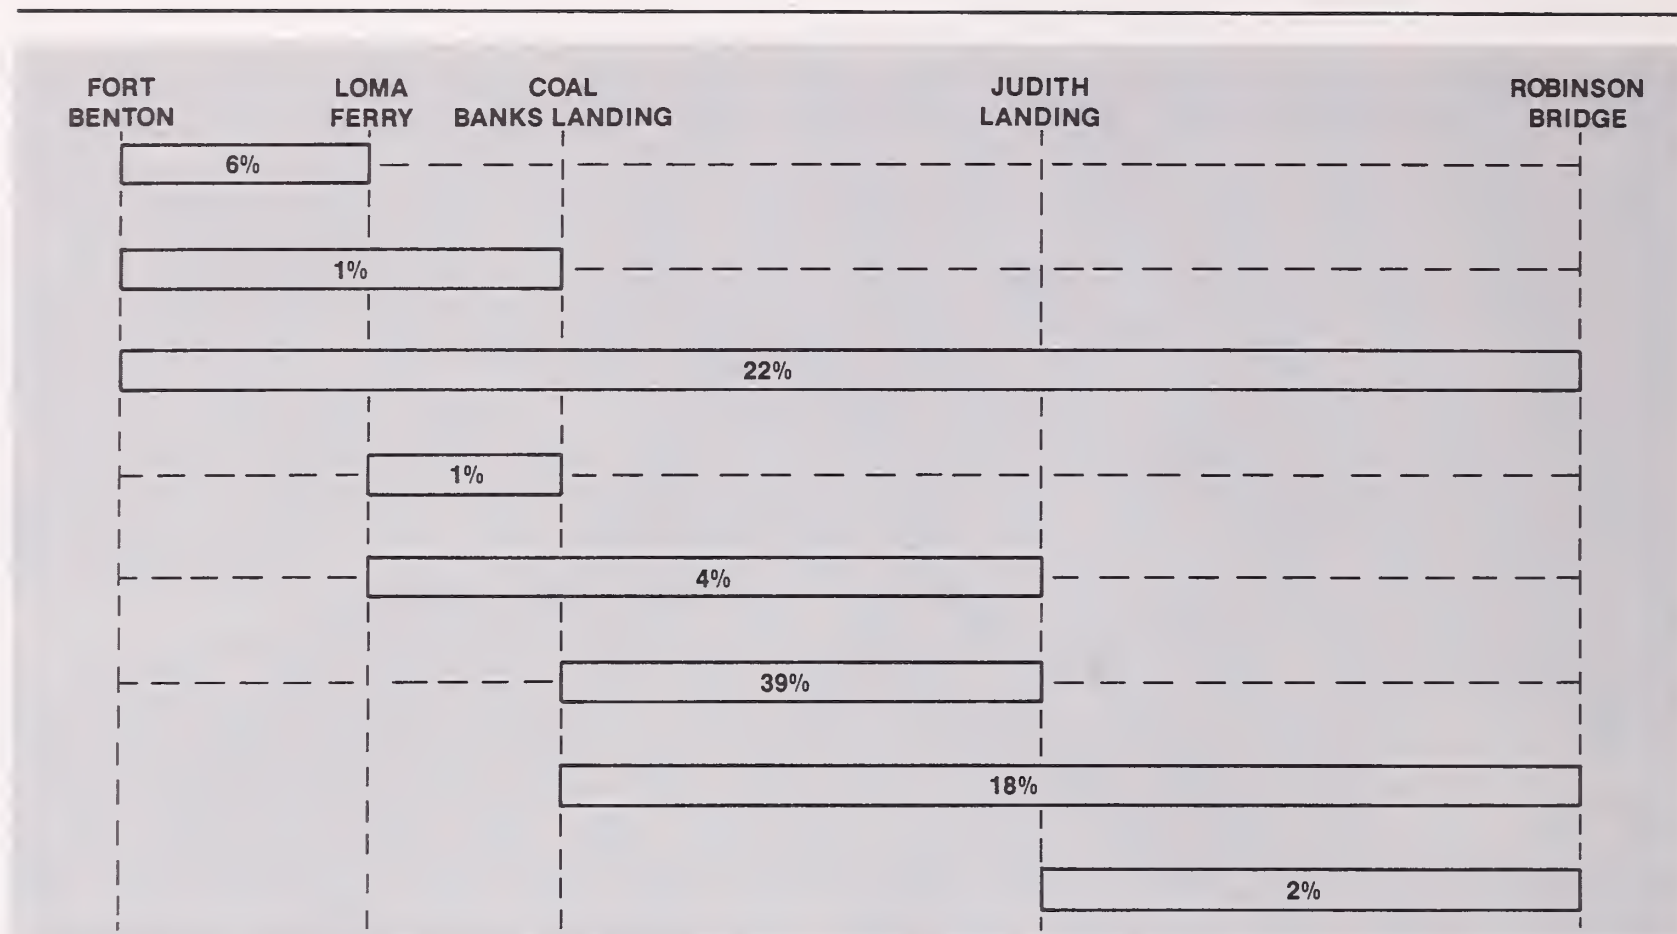 FORT
BENTON
LOMA
FERRY
COAL
BANKS LANDING
JUDITH
LANDING
ROBINSON
BRIDGE
6%
1%
22%
1%
4%
39%
18%
2%